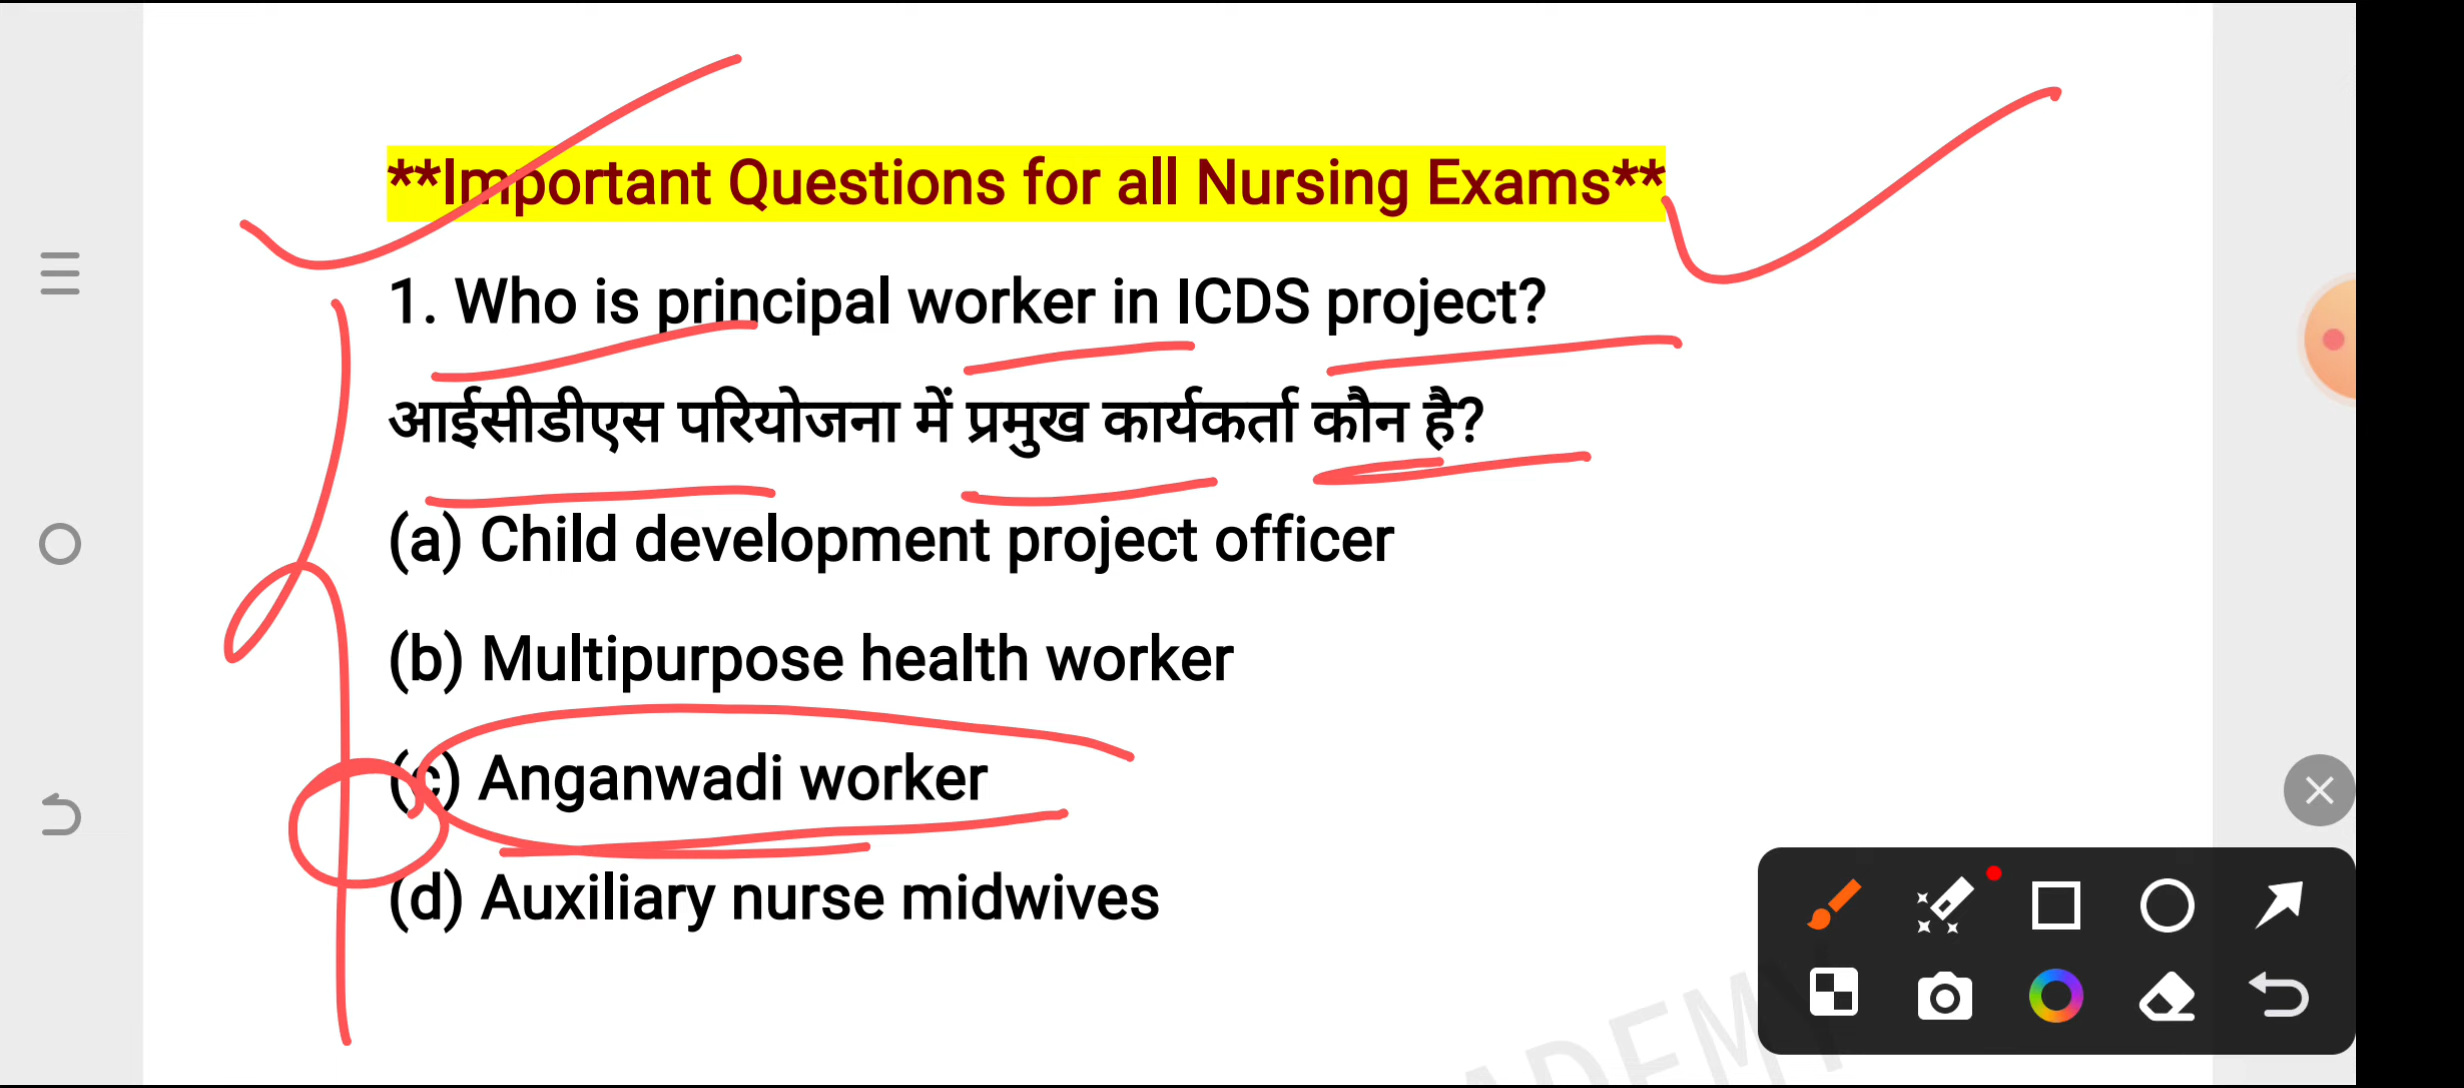 **Important Questions for all Nursing Exams**
1. Who is principal worker in ICDS project?
आईसीडीएस परियोजना में प्रमुख कार्यकर्ता कौन है?
(a) Child development project officer
(b) Multipurpose health worker
(c) Anganwadi worker
(d) Auxiliary nurse midwives